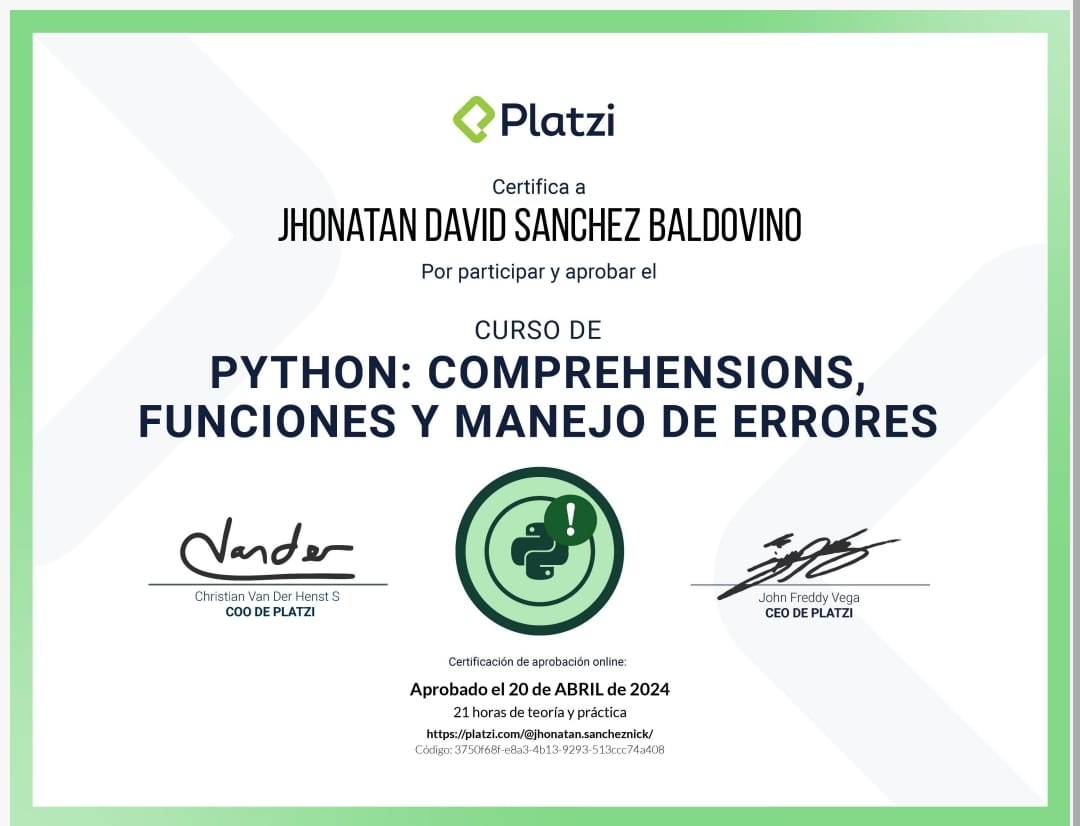 Platzi
Certifica a
JHONATAN DAVID SANCHEZ BALDOVINO
Por participar y aprobar el
CURSO DE
PYTHON: COMPREHENSIONS,
FUNCIONES Y MANEJO DE ERRORES
Vander
Christian Van Der Henst S
COO DE PLATZI
John Freddy Vega
CEO DE PLATZI
Certificación de aprobación online:
Aprobado el 20 de ABRIL de 2024
21 horas de teoría y práctica
https://platzi.com/@jhonatan.sancheznick/
Código: 3750f68f-e8a3-4b13-9293-513ccc74a408